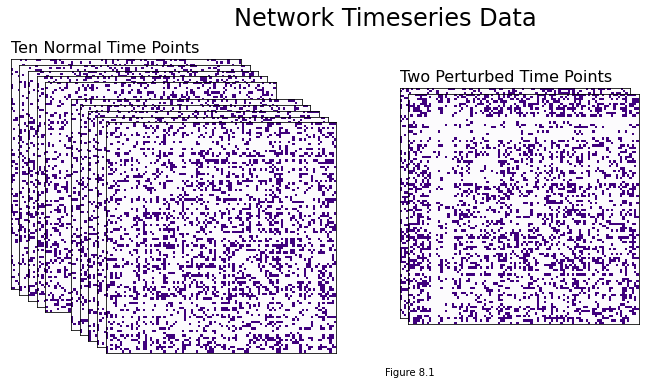 Network Timeseries Data
Ten Normal Time Points
Two Perturbed Time Points
Figure 8.1